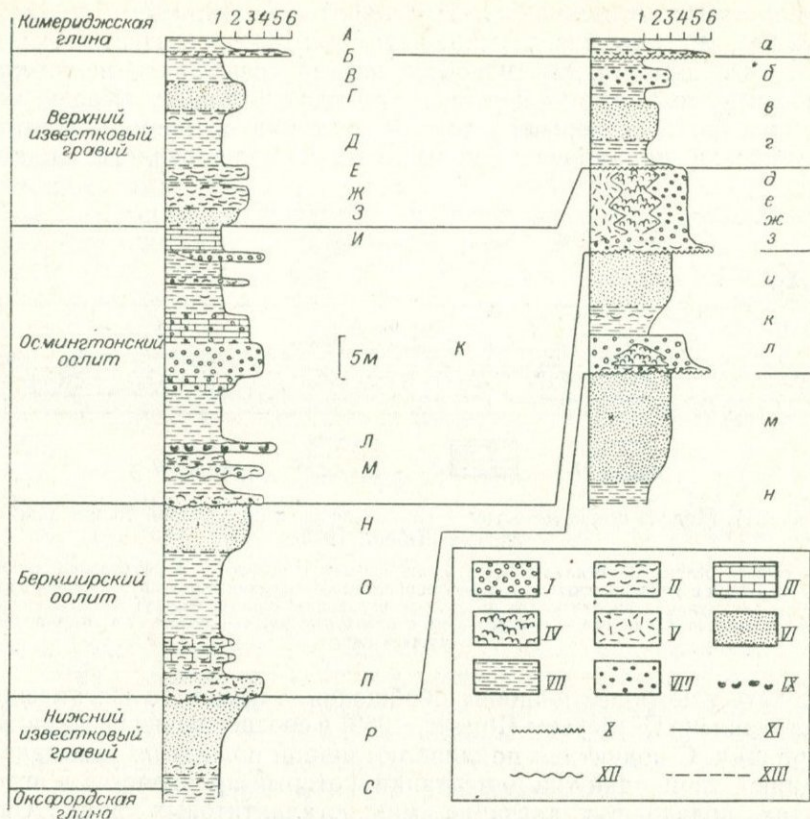 1 2 3 4 5 6
1 2 3 4 5 6
Кимериджская
глина
А
Б
В
Г
Верхний
известковый
гравий
Д
Е
Ж
З
И
Осмингтонский
оолит
5м
К
Л
М
Н
Беркширский
оолит
О
П
Нижний
известковый
гравий
Р
С
Оксфордская
глина
а
б
в
г
д
е
ж
з
и
к
л
м
н
I
II
III
IV
V
VI
VII
VIII
IX
X
XI
XII
XIII